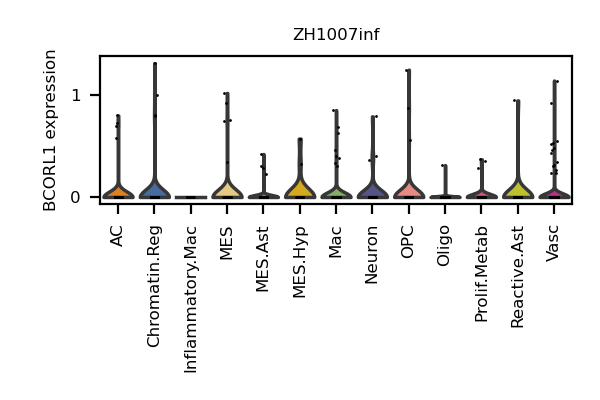 ZH1007inf
BCORL1 expression
1
0
AC
Chromatin.Reg
Inflammatory.Mac
MES
MES.Ast
MES.Hyp
Mac
Neuron
OPC
Oligo
Prolif.Metab
Reactive.Ast
Vasc